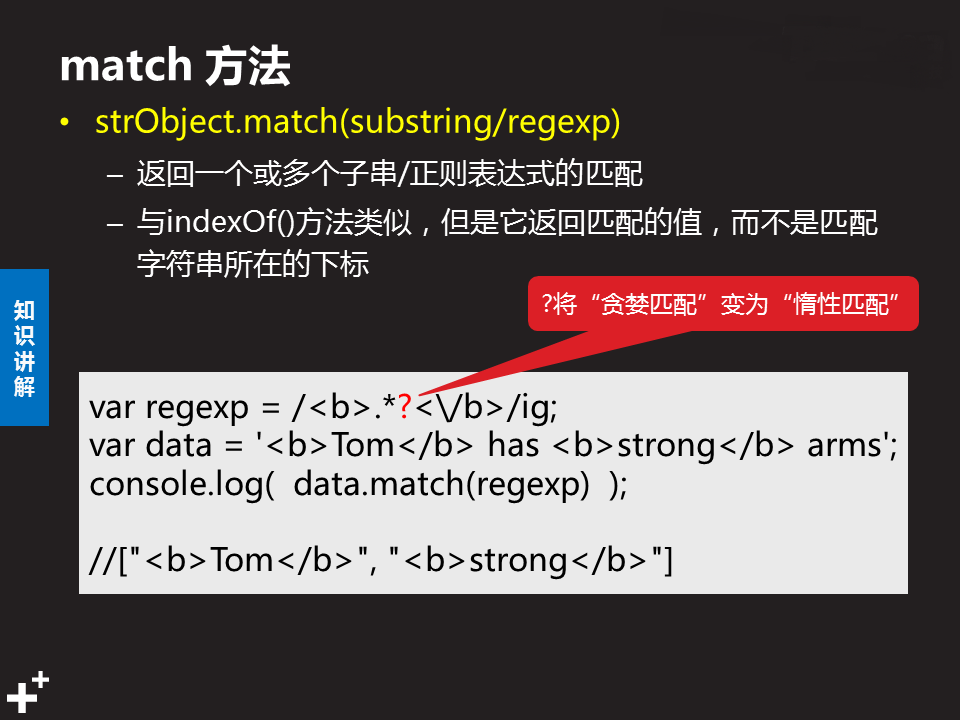 match 方法
• strObject.match(substring/regexp)
– 返回一个或多个子串/正则表达式的匹配
– 与indexOf()方法类似，但是它返回匹配的值，而不是匹配
字符串所在的下标
知
识
讲
解
?将“贪婪匹配”变为“惰性匹配”
var regexp = /<b>.*?<\/b>/ig;
var data = '<b>Tom</b> has <b>strong</b> arms';
console.log(  data.match(regexp)  );
//["<b>Tom</b>", "<b>strong</b>"]